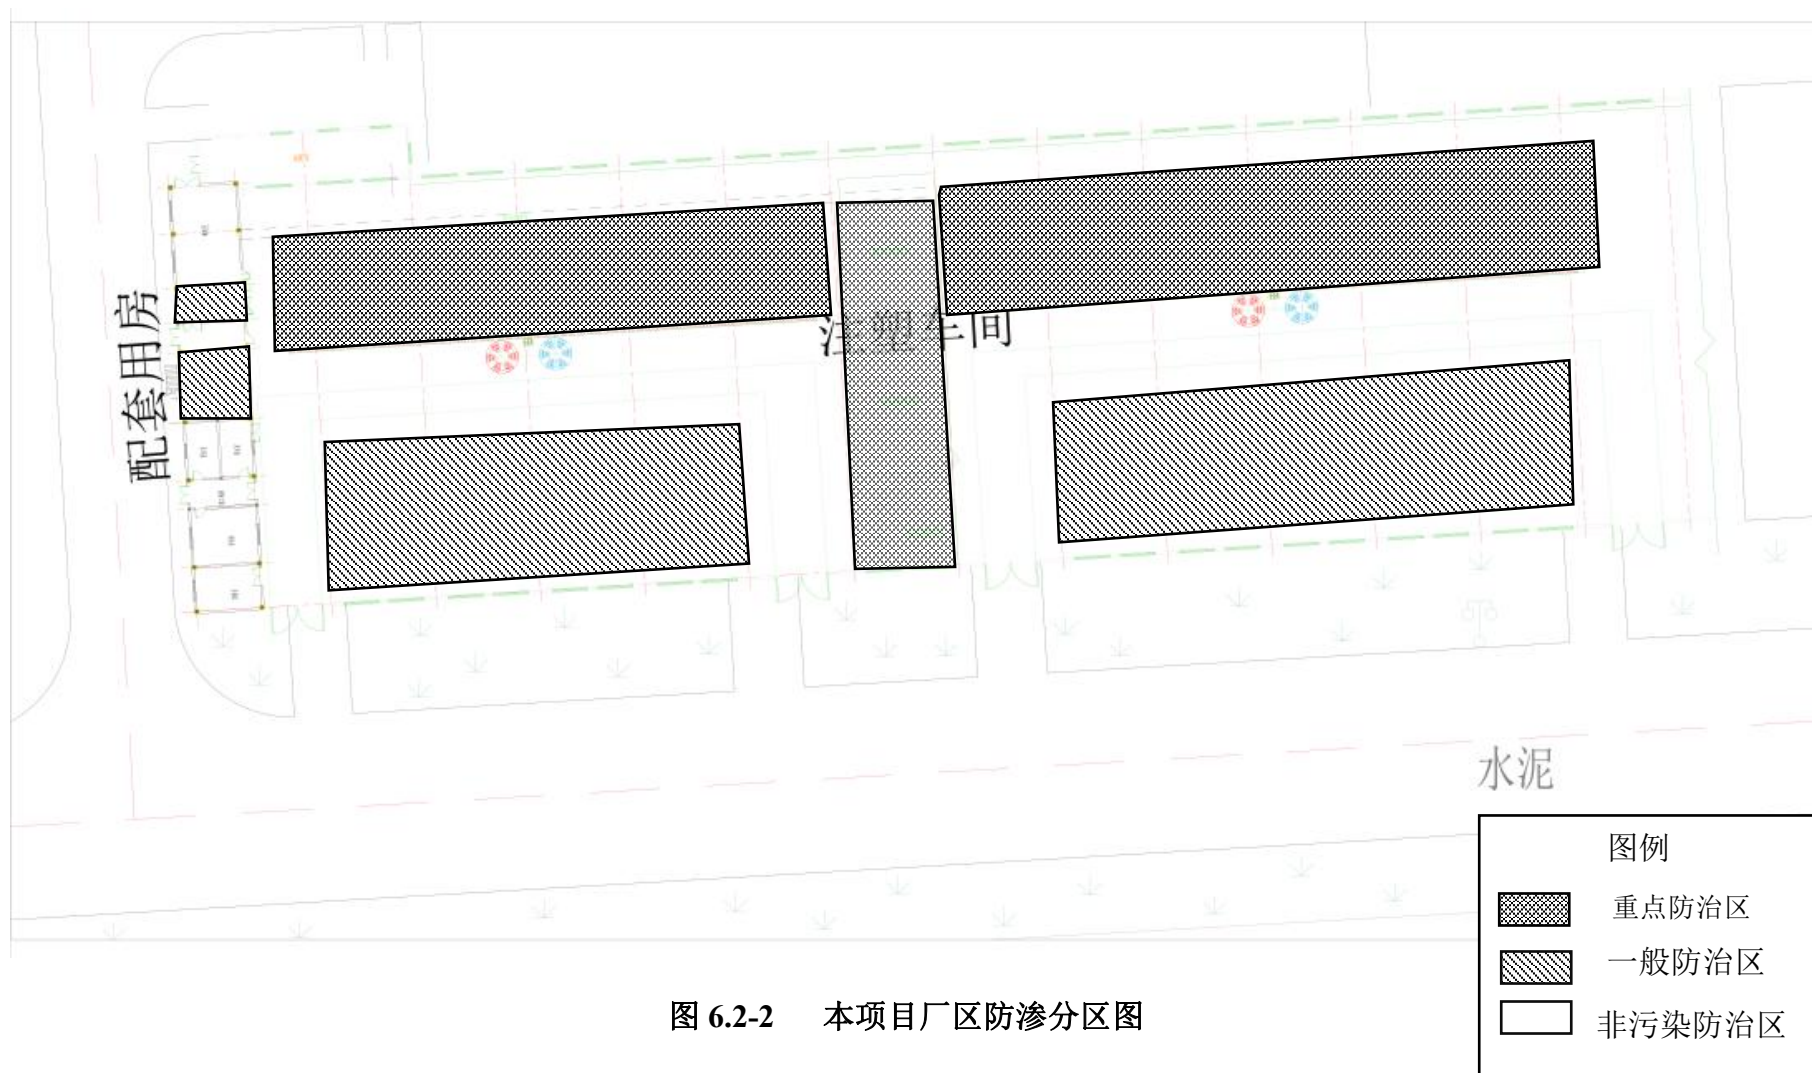 配套用房
注塑车间
水泥
图例
重点防治区
一般防治区
非污染防治区
图 6.2-2 本项目厂区防渗分区图